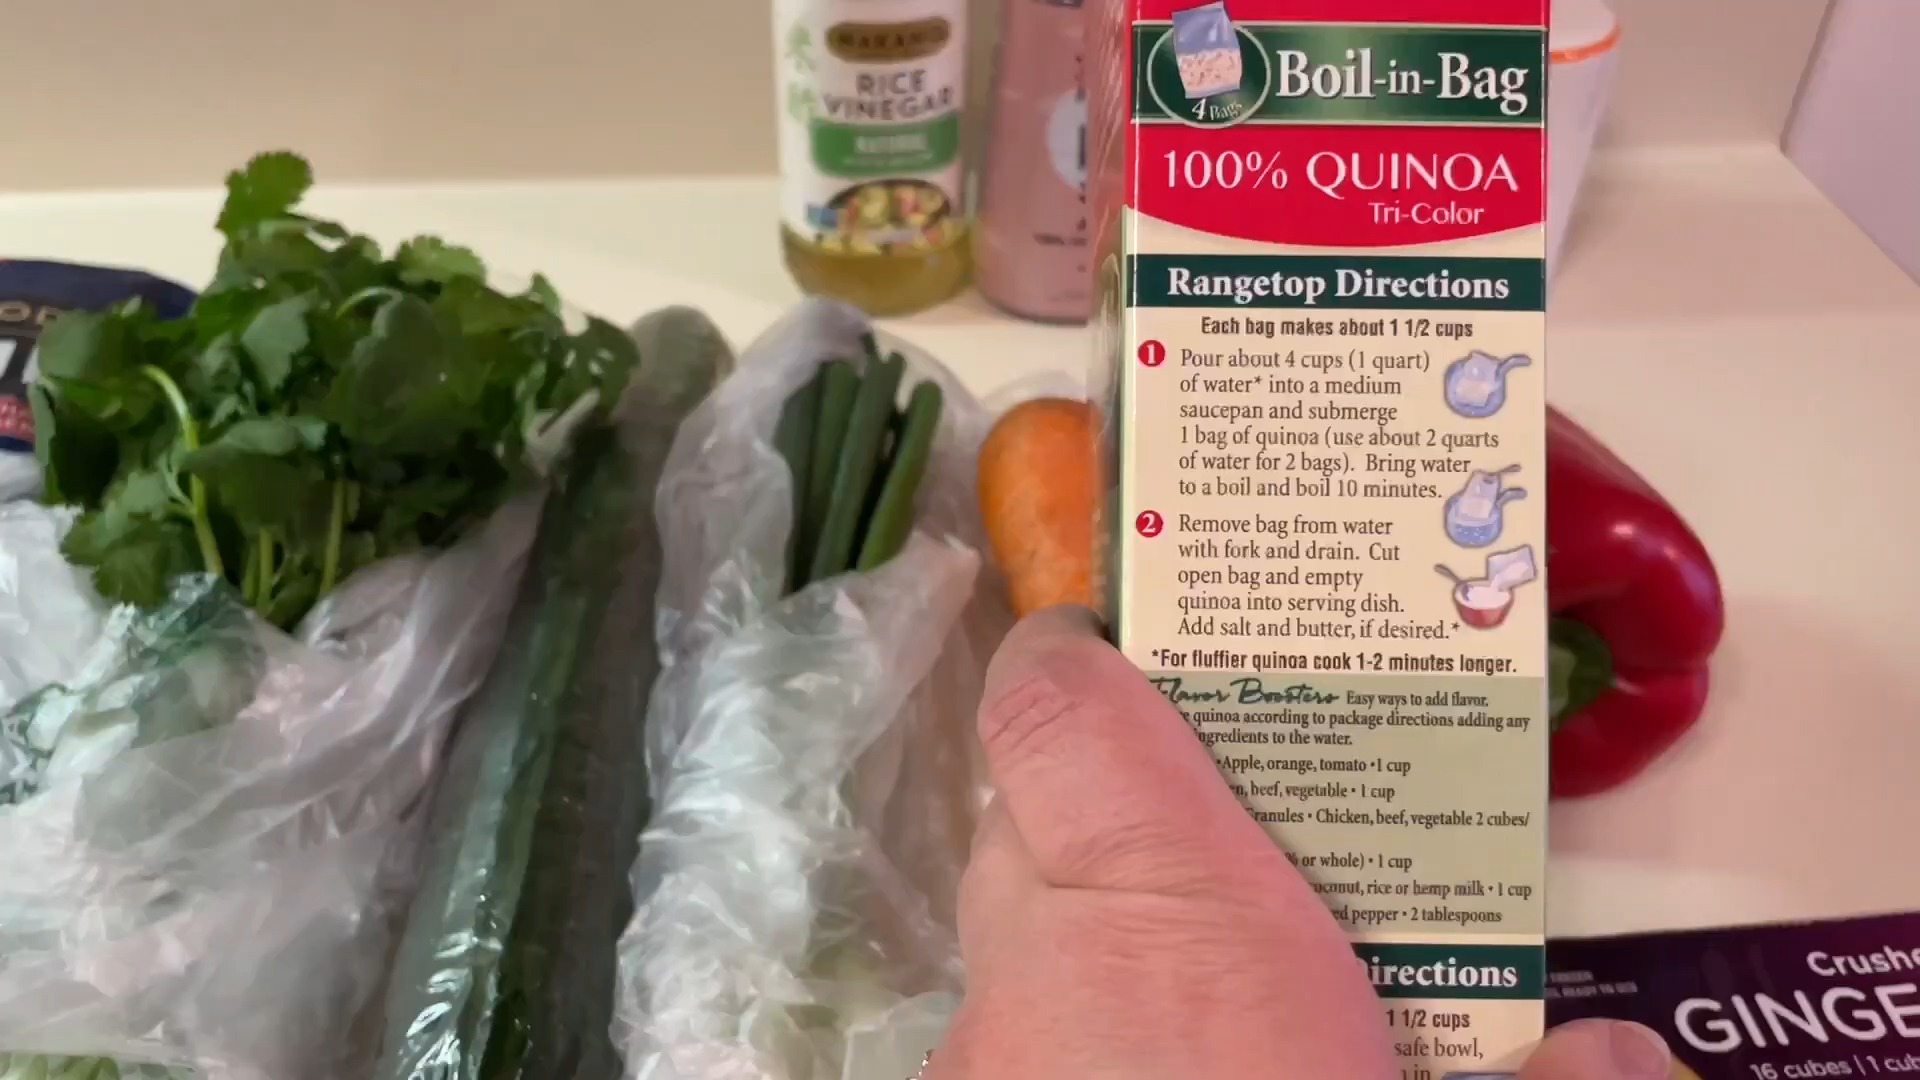 MARANO
RICE
VINEGAR
NATURAL
4 Bags
Boil-in-Bag
100% QUINOA
Tri-Color
Rangetop Directions
Each bag makes about 1 1/2 cups
1 Pour about 4 cups (1 quart)
of water* into a medium
saucepan and submerge
1 bag of quinoa (use about 2 quarts
of water for 2 bags). Bring water
to a boil and boil 10 minutes.
2 Remove bag from water
with fork and drain. Cut
open bag and empty
quinoa into serving dish.
Add salt and butter, if desired.*
*For fluffier quinoa cook 1-2 minutes longer.
Flavor Boosters Easy ways to add flavor.
quinoa according to package directions adding any
ingredients to the water.
•Apple, orange, tomato •1 cup
beef, vegetable • 1 cup
• Chicken, beef, vegetable 2 cubes/
or whole) • 1 cup
rice or hemp milk • 1 cup
pepper • 2 tablespoons
irections
1 1/2 cups
safe bowl,
in
Crushe
GINGE
16 cubes | 1 cub